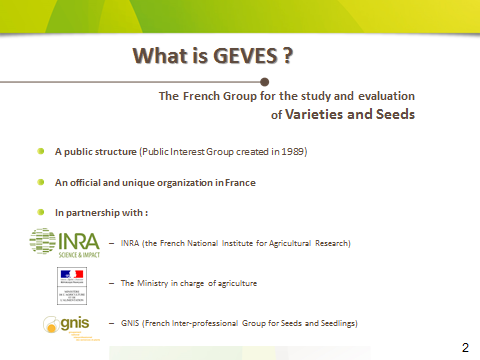 What is GEVES ?
The French Group for the study and evaluation
of Varieties and Seeds
A public structure (Public Interest Group created in 1989)
An official and unique organization in France
In partnership with :
INRA
SCIENCE & IMPACT
– INRA (the French National Institute for Agricultural Research)
– The Ministry in charge of agriculture
gnis
– GNIS (French Inter-professional Group for Seeds and Seedlings)
2